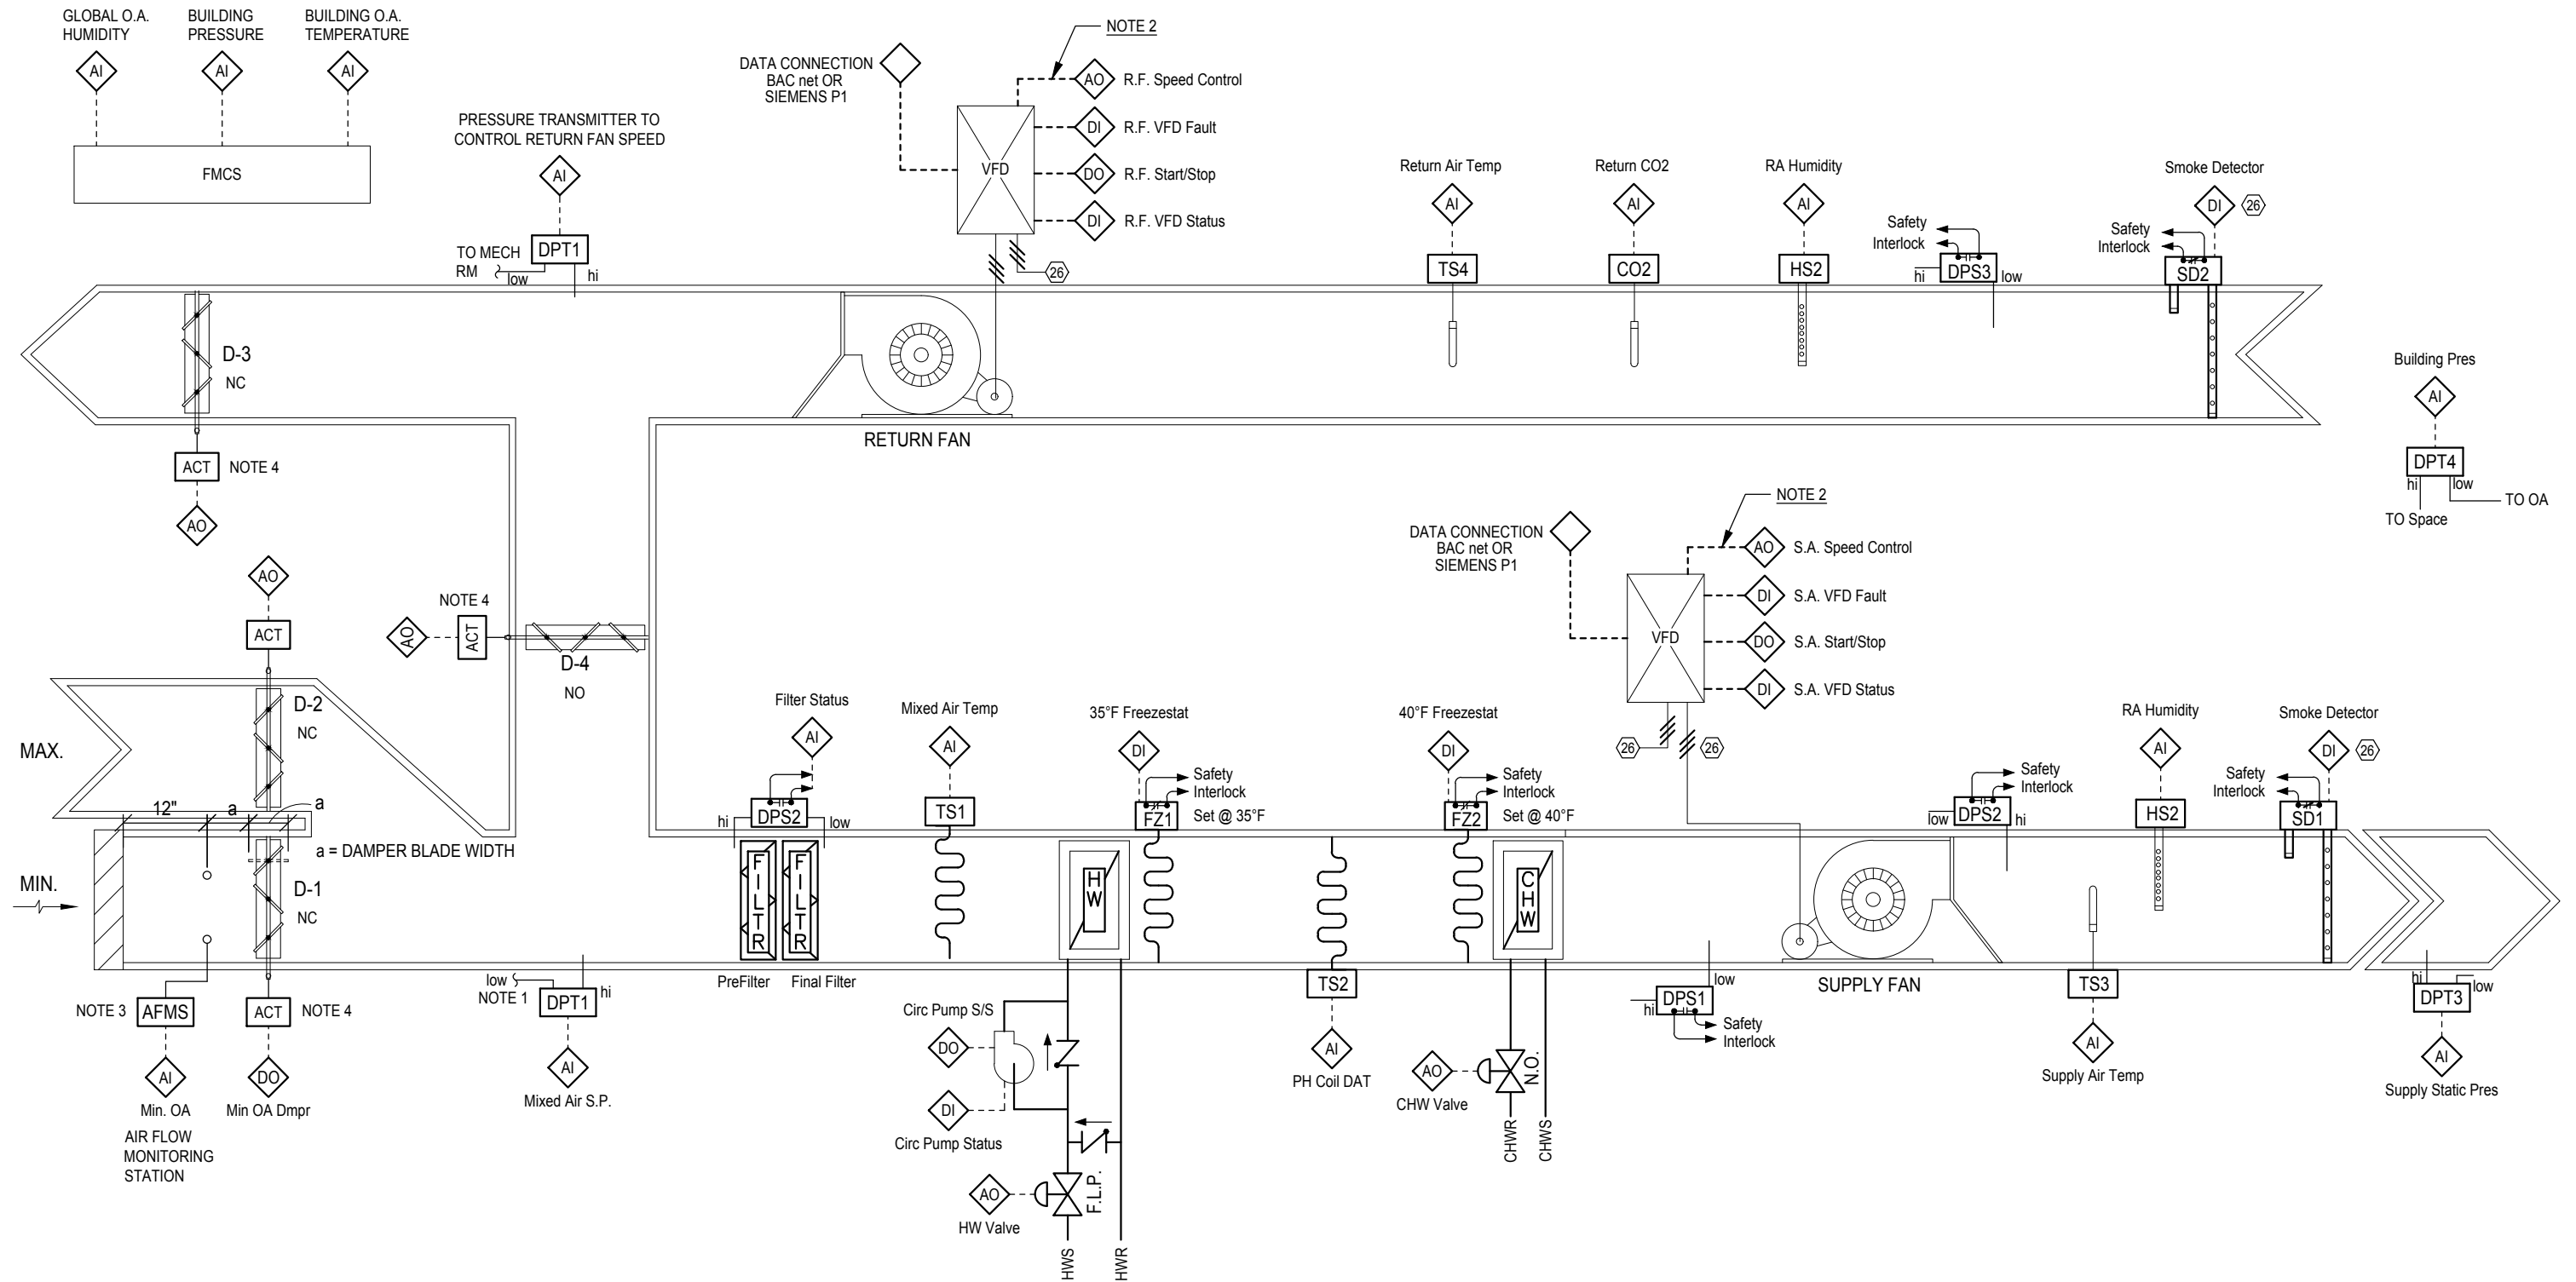 GLOBAL O.A.
HUMIDITY
BUILDING
PRESSURE
BUILDING O.A.
TEMPERATURE
AI
AI
AI
FMCS
PRESSURE TRANSMITTER TO
CONTROL RETURN FAN SPEED
AI
TO MECH
RM
low
DPT1
hi
DATA CONNECTION
BAC net OR
SIEMENS P1
NOTE 2
VFD
AO
R.F. Speed Control
DI
R.F. VFD Fault
DO
R.F. Start/Stop
DI
R.F. VFD Status
26
Return Air Temp
AI
TS4
Return CO2
AI
CO2
RA Humidity
AI
HS2
Safety
Interlock
hi
DPS3
low
Smoke Detector
DI
26
Safety
Interlock
SD2
D-3
NC
RETURN FAN
ACT
NOTE 4
AO
Building Pres
AI
DPT4
hi
low
TO OA
TO Space
AO
ACT
NOTE 4
AO
ACT
D-4
NO
DATA CONNECTION
BAC net OR
SIEMENS P1
NOTE 2
VFD
AO
S.A. Speed Control
DI
S.A. VFD Fault
DO
S.A. Start/Stop
DI
S.A. VFD Status
26
26
MAX.
D-2
NC
12"
a
a
a = DAMPER BLADE WIDTH
MIN.
D-1
NC
Filter Status
AI
hi
DPS2
low
FILTR
FILTR
PreFilter
Final Filter
Mixed Air Temp
AI
TS1
35°F Freezestat
DI
Safety
Interlock
FZ1
Set @ 35°F
HW
40°F Freezestat
DI
Safety
Interlock
FZ2
Set @ 40°F
CHW
Safety
Interlock
low
DPS2
hi
RA Humidity
AI
HS2
Smoke Detector
DI
26
Safety
Interlock
SD1
SUPPLY FAN
NOTE 3
AFMS
AI
Min. OA
AIR FLOW
MONITORING
STATION
ACT
NOTE 4
DO
Min OA Dmpr
low
NOTE 1
DPT1
hi
AI
Mixed Air S.P.
Circ Pump S/S
DO
DI
Circ Pump Status
AO
HW Valve
F.L.P.
HWS
HWR
TS2
AI
PH Coil DAT
AO
CHW Valve
N.O.
CHWR
CHWS
hi
DPS1
low
Safety
Interlock
TS3
AI
Supply Air Temp
hi
DPT3
low
AI
Supply Static Pres